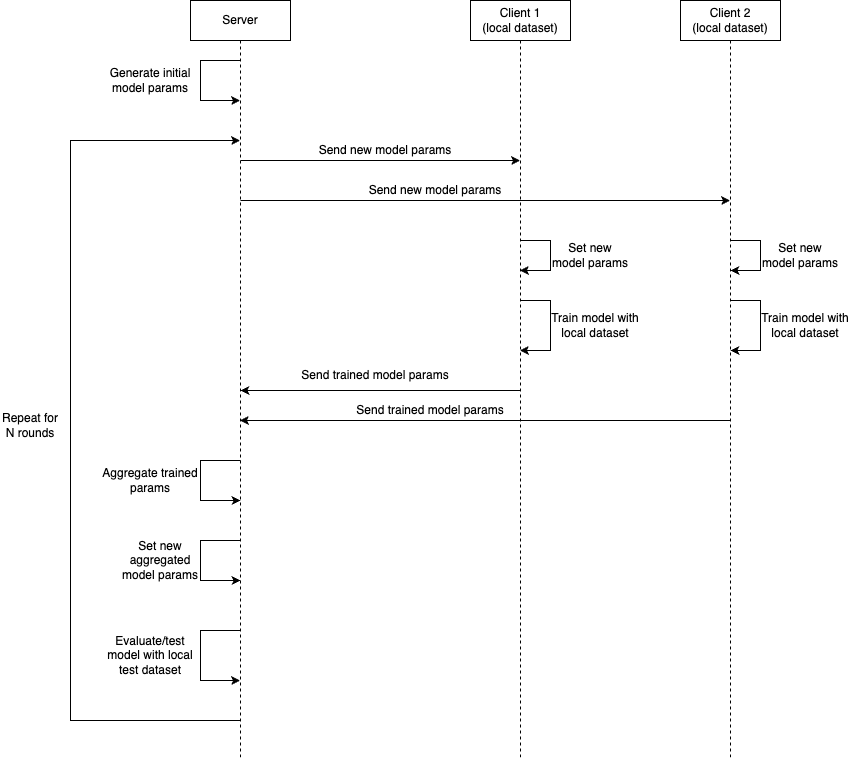 Server
Client 1
(local dataset)
Client 2
(local dataset)
Generate initial
model params
Send new model params
Send new model params
Set new
model params
Set new
model params
Train model with
local dataset
Train model with
local dataset
Send trained model params
Send trained model params
Repeat for
N rounds
Aggregate trained
params
Set new
aggregated
model params
Evaluate/test
model with local
test dataset